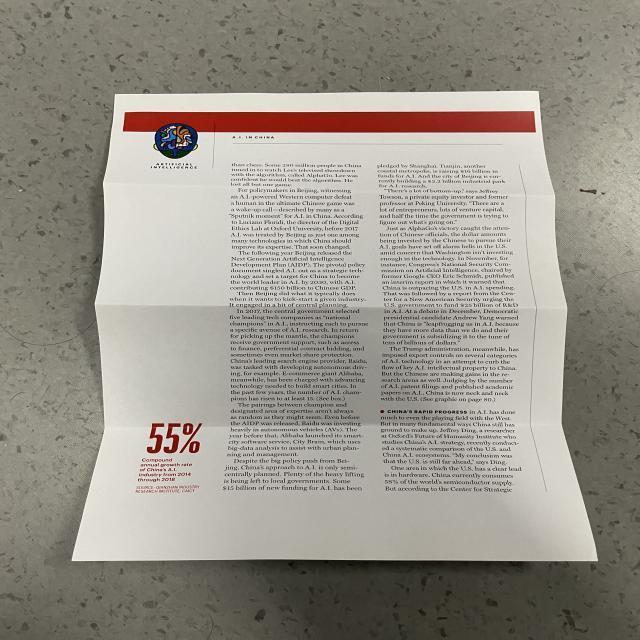 A.I. IN CHINA
ARTIFICIAL
INTELLIGENCE
than chess. Some 280 million people in China
tuned in to watch Lee's televised showdown
with the algorithm, called AlphaGo. Lee was
confident he would beat the algorithm. He
lost all but one game.
For policymakers in Beijing, witnessing
an A.I.-powered Western computer defeat
a human in the ultimate Chinese game was
a wake-up call—described by many as a
"Sputnik moment" for A.I. in China. According
to Luciano Floridi, the director of the Digital
Ethics Lab at Oxford University, before 2017
A.I. was treated by Beijing as just one among
many technologies in which China should
improve its expertise. That soon changed.
The following year Beijing released the
Next Generation Artificial Intelligence
Development Plan (AIDP). The pivotal policy
document singled A.I. out as a strategic tech-
nology and set a target for China to become
the world leader in A.I. by 2030, with A.I.
contributing $150 billion to Chinese GDP.
Then Beijing did what it typically does
when it wants to kick-start a given industry:
It engaged in a bit of central planning.
In 2017, the central government selected
five leading tech companies as "national
champions" in A.I., instructing each to pursue
a specific avenue of A.I. research. In return
for picking up the mantle, the champions
receive government support, such as access
to finance, preferential contract bidding, and
sometimes even market share protection.
China's leading search engine provider, Baidu,
was tasked with developing autonomous driv-
ing, for example. E-commerce giant Alibaba,
meanwhile, has been charged with advancing
technology needed to build smart cities. In
the past few years, the number of A.I. cham-
pions has risen to at least 15. (See box.)
The pairings between champion and
designated area of expertise aren't always
as random as they might seem. Even before
the AIDP was released, Baidu was investing
heavily in autonomous vehicles (AVs). The
year before that, Alibaba launched its smart-
city software service, City Brain, which uses
big-data analysis to assist with urban plan-
ning and management.
Despite the big policy push from Bei-
jing, China's approach to A.I. is only semi-
centrally planned. Plenty of the heavy lifting
is being left to local governments. Some
$15 billion of new funding for A.I. has been
pledged by Shanghai. Tianjin, another
coastal metropolis, is raising $16 billion in
funds for A.I. And the city of Beijing is cur-
rently building a $2.2 billion industrial park
for A.I. research.
"There's a lot of bottom-up," says Jeffrey
Towson, a private equity investor and former
professor at Peking University. "There are a
lot of entrepreneurs, lots of venture capital
and half the time the government is trying to
figure out what's going on."
Just as AlphaGo's victory caught the atten-
tion of Chinese officials, the dollar amounts
being invested by the Chinese to pursue their
A.I. goals have set off alarm bells in the U.S.
amid concern that Washington isn't investing
enough in the technology. In November, for
instance, Congress's National Security Com-
mission on Artificial Intelligence, chaired by
former Google CEO Eric Schmidt, published
an interim report in which it warned that
China is outpacing the U.S. in A.I. spending.
That was followed by a report from the Cen-
ter for a New American Security urging the
U.S. government to fund $25 billion of R&D
in A.I. At a debate in December, Democratic
presidential candidate Andrew Yang warned
that China is "leapfrogging us in A.I. because
they have more data than we do and their
government is subsidizing it to the tune of
tens of billions of dollars."
The Trump administration, meanwhile, has
imposed export controls on several categories
of A.I. technology in an attempt to curb the
flow of key A.I. intellectual property to China.
But the Chinese are making gains in the re-
search arena as well. Judging by the number
of A.I. patent filings and published academic
papers on A.I., China is now neck and neck
with the U.S. (See graphic on page 80.)
● CHINA'S RAPID PROGRESS in A.I. has done
much to even the playing field with the West.
But in many fundamental ways China still has
ground to make up. Jeffrey Ding, a researcher
at Oxford's Future of Humanity Institute who
studies China's A.I. strategy, recently conduct-
ed a systematic comparison of the U.S. and
China A.I. ecosystems. "My conclusion was
that the U.S. is still far ahead," says Ding.
One area in which the U.S. has a clear lead
is in hardware. China currently consumes
58% of the world's semiconductor supply.
But according to the Center for Strategic
55%
Compound
annual growth rate
of China's A.I.
industry from 2014
through 2018
SOURCE: QIANZHAN INDUSTRY
RESEARCH INSTITUTE, CAICT